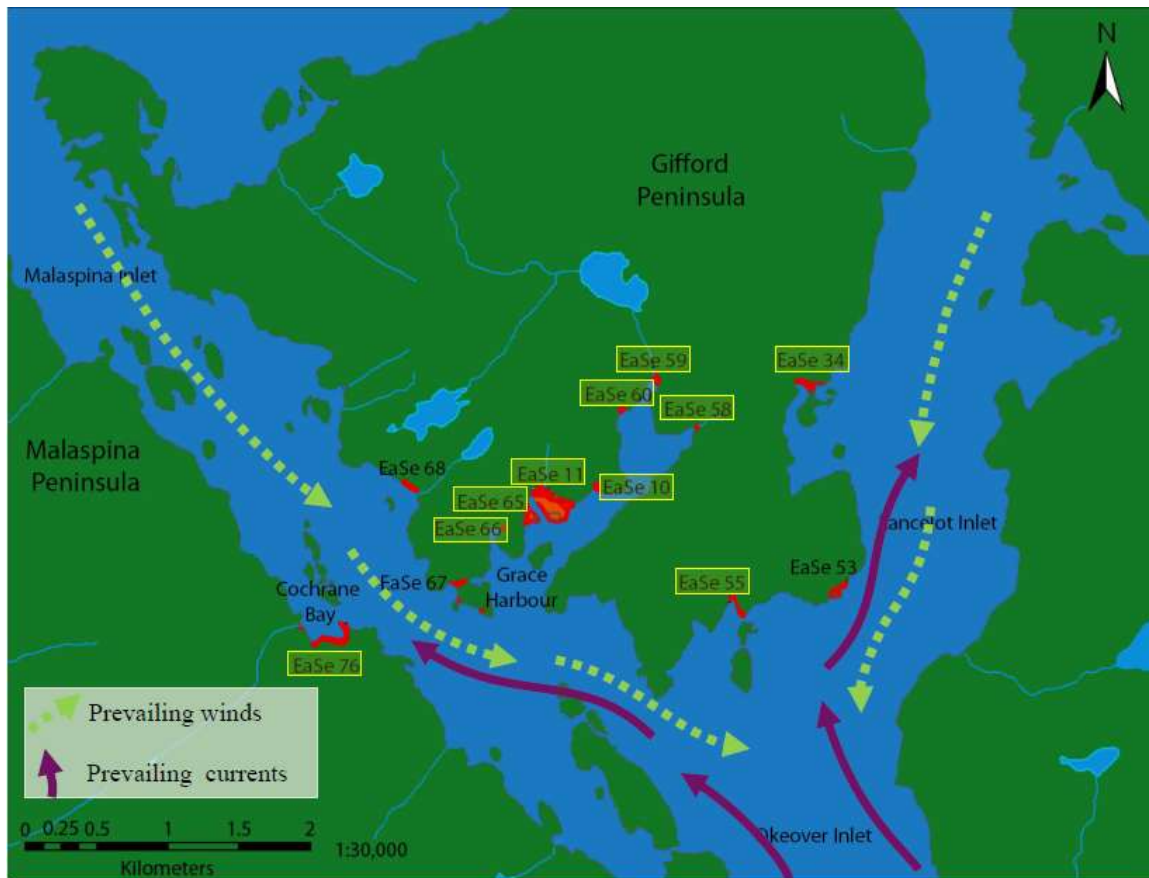 N
Gifford
Peninsula
Malaspina Inlet
EaSe 59
EaSe 34
EaSe 60
EaSe 58
Malaspina
Peninsula
EaSe 68
EaSe 11
EaSe 10
EaSe 65
EaSe 66
Lancelot Inlet
EaSe 67
Grace
Harbour
EaSe 55
EaSe 53
Cochrane
Bay
EaSe 76
Prevailing winds
Prevailing currents
Okeover Inlet
0 0.25 0.5 1 1.5 2
1:30,000
Kilometers